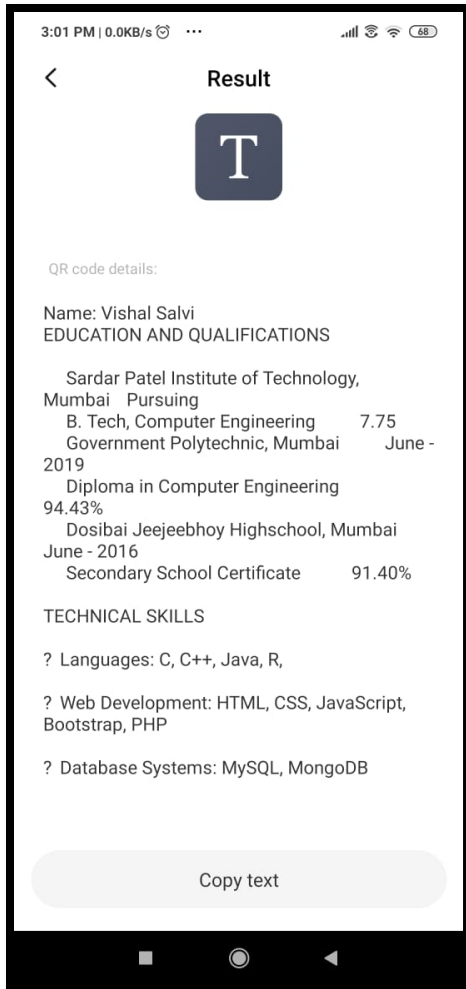 3:01 PM | 0.0KB/s ... 68
Result
T
QR code details:
Name: Vishal Salvi
EDUCATION AND QUALIFICATIONS
Sardar Patel Institute of Technology,
Mumbai Pursuing
B. Tech, Computer Engineering 7.75
Government Polytechnic, Mumbai June -
2019
Diploma in Computer Engineering
94.43%
Dosibai Jeejeebhoy Highschool, Mumbai
June - 2016
Secondary School Certificate 91.40%
TECHNICAL SKILLS
? Languages: C, C++, Java, R,
? Web Development: HTML, CSS, JavaScript,
Bootstrap, PHP
? Database Systems: MySQL, MongoDB
Copy text